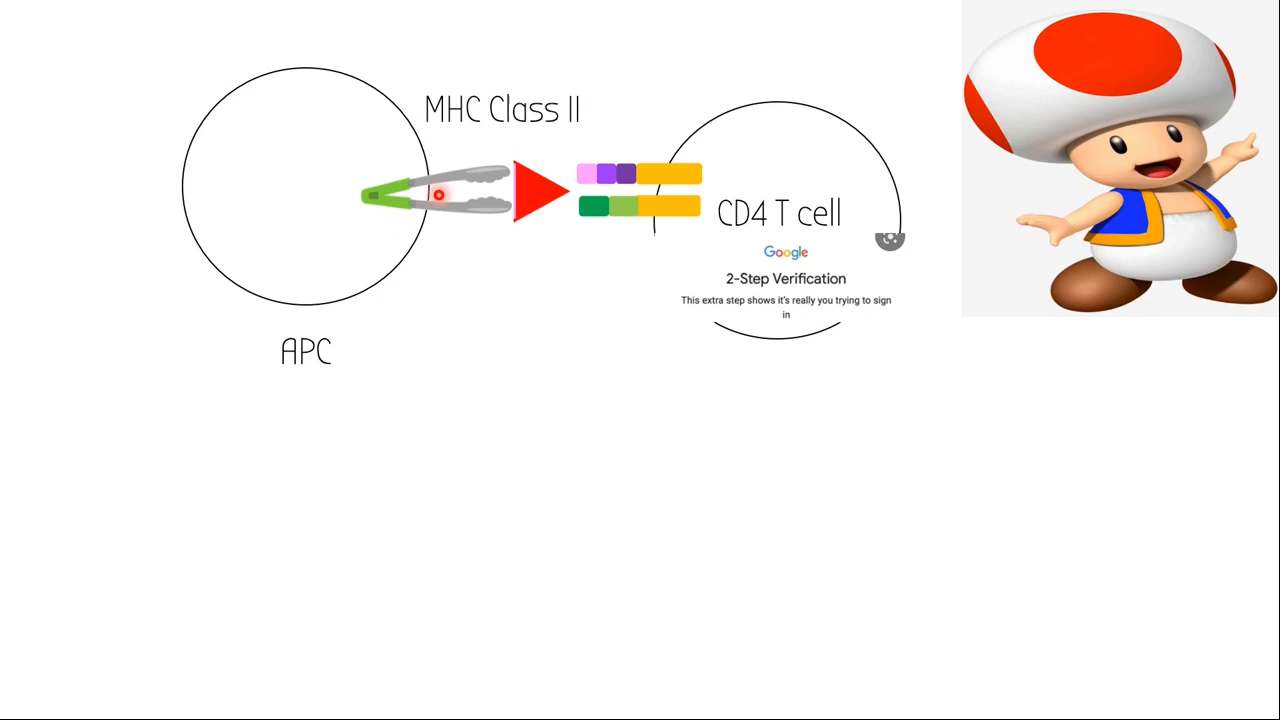 MHC Class II
CD4 T cell
Google
2-Step Verification
This extra step shows it's really you trying to sign
in
APC